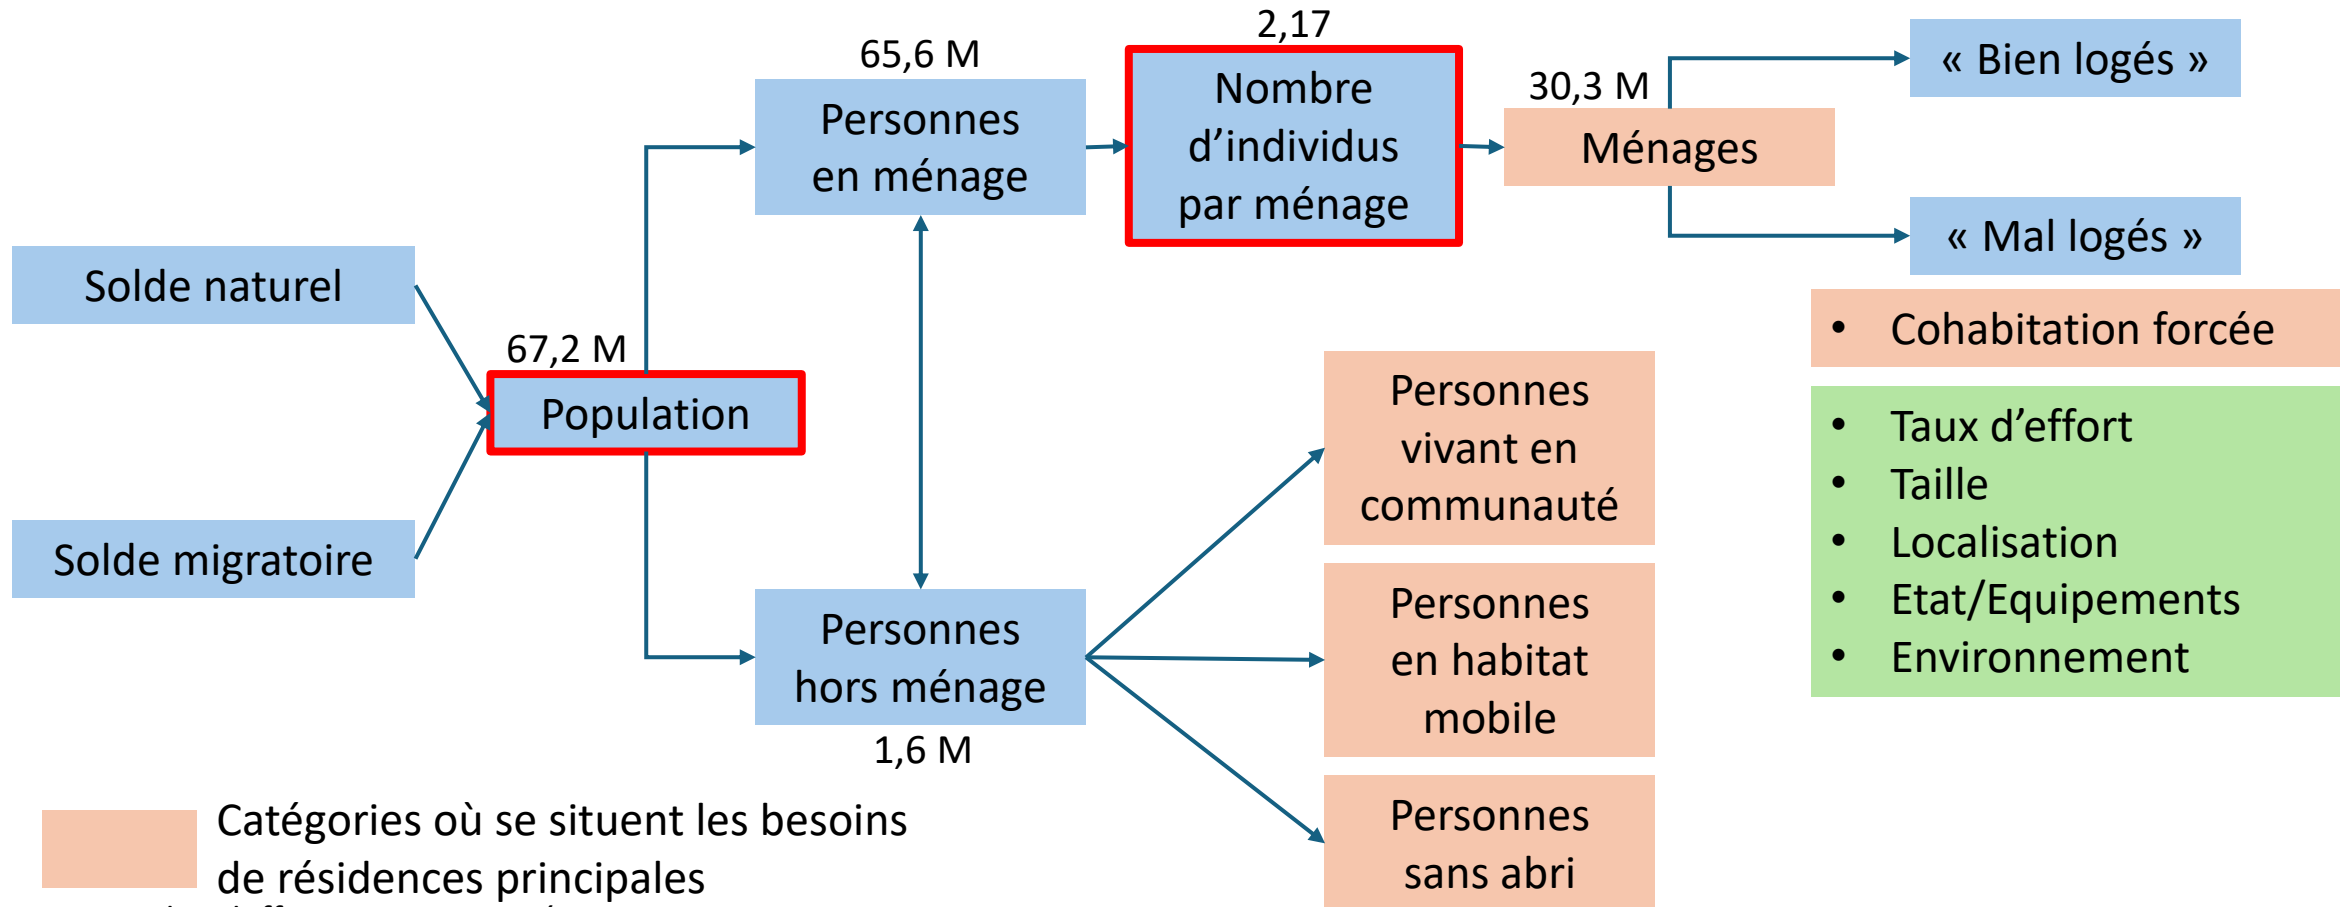 2,17
65,6 M
Personnes
en ménage
Nombre
d’individus
par ménage
30,3 M
Ménages
« Bien logés »
« Mal logés »
• Cohabitation forcée
• Taux d’effort
• Taille
• Localisation
• Etat/Equipements
• Environnement
Solde naturel
67,2 M
Population
Solde migratoire
Personnes
hors ménage
1,6 M
Personnes
vivant en
communauté
Personnes
en habitat
mobile
Personnes
sans abri
Catégories où se situent les besoins
de résidences principales